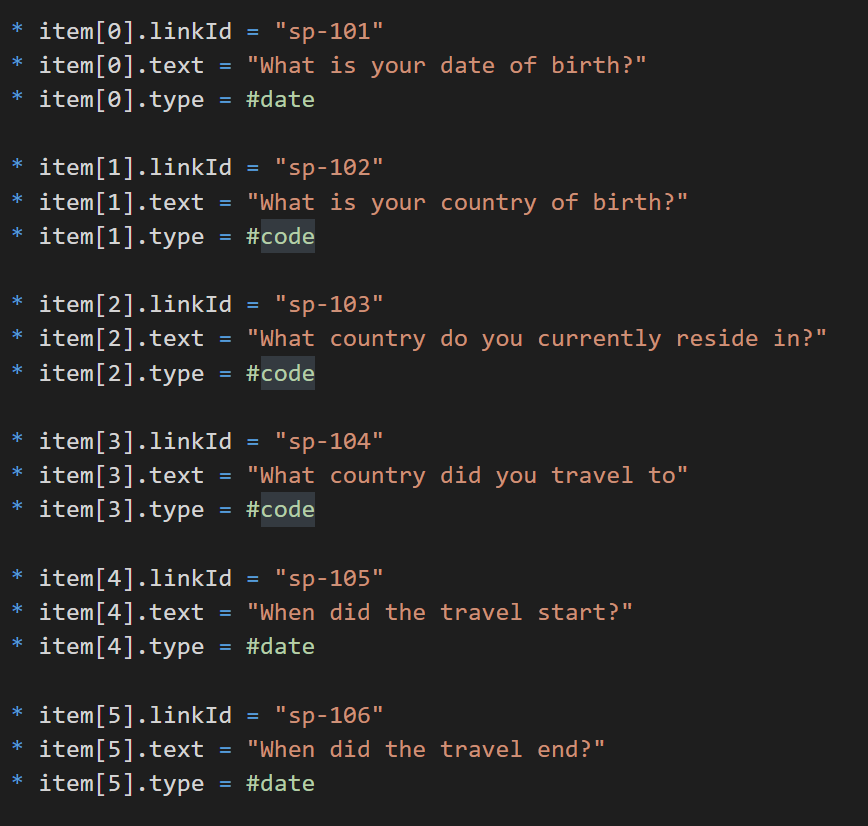 * item[0].linkId = "sp-101"
* item[0].text = "What is your date of birth?"
* item[0].type = #date
* item[1].linkId = "sp-102"
* item[1].text = "What is your country of birth?"
* item[1].type = #code
* item[2].linkId = "sp-103"
* item[2].text = "What country do you currently reside in?"
* item[2].type = #code
* item[3].linkId = "sp-104"
* item[3].text = "What country did you travel to"
* item[3].type = #code
* item[4].linkId = "sp-105"
* item[4].text = "When did the travel start?"
* item[4].type = #date
* item[5].linkId = "sp-106"
* item[5].text = "When did the travel end?"
* item[5].type = #date